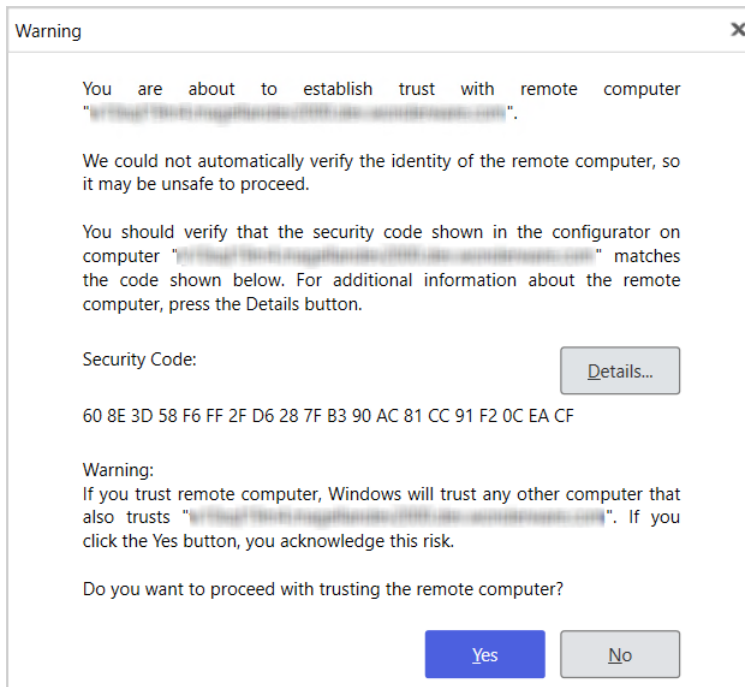 Warning
You are about to establish trust with remote computer
" ".
We could not automatically verify the identity of the remote computer, so
it may be unsafe to proceed.
You should verify that the security code shown in the configurator on
computer " " matches
the code shown below. For additional information about the remote
computer, press the Details button.
Security Code:
Details...
60 8E 3D 58 F6 FF 2F D6 28 7F B3 90 AC 81 CC 91 F2 0C EA CF
Warning:
If you trust remote computer, Windows will trust any other computer that
also trusts " ". If you
click the Yes button, you acknowledge this risk.
Do you want to proceed with trusting the remote computer?
Yes
No